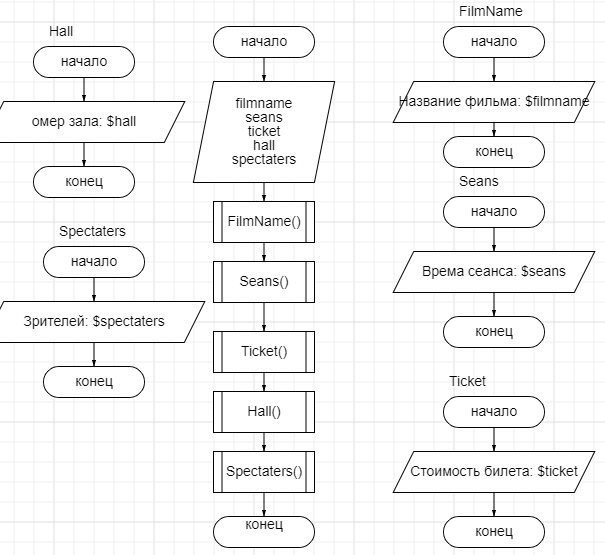 Hall
начало
омер зала: $hall
конец
Spectaters
начало
Зрителей: $spectaters
конец
начало
filmname
seans
ticket
hall
spectaters
FilmName()
Seans()
Ticket()
Hall()
Spectaters()
конец
FilmName
начало
Название фильма: $filmname
конец
Seans
начало
Врема сеанса: $seans
конец
Ticket
начало
Стоимость билета: $ticket
конец